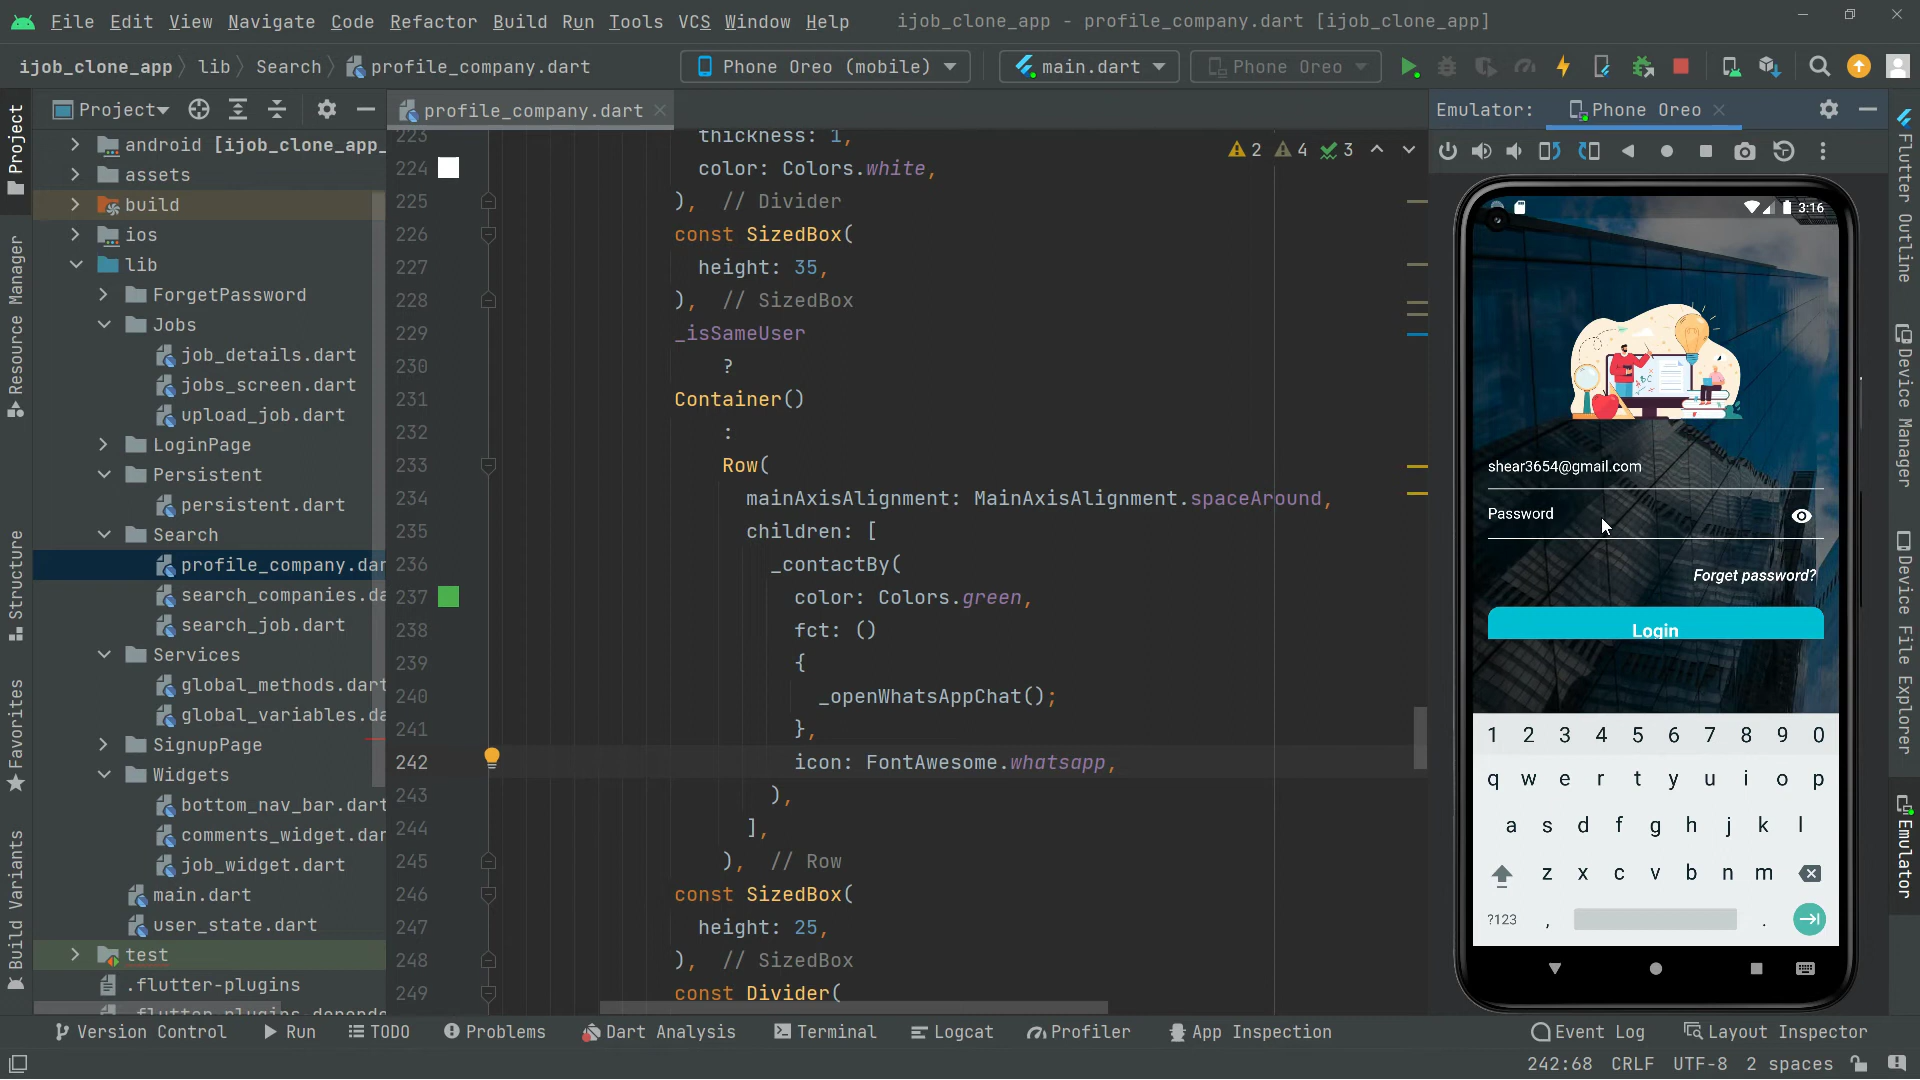 File Edit View Navigate Code Refactor Build Run Tools VCS Window Help ijob_clone_app - profile_company.dart [ijob_clone_app]
ijob_clone_app lib Search profile_company.dart Phone Oreo (mobile) main.dart Phone Oreo
Project profile_company.dart Emulator: Phone Oreo
android [ijob_clone_app_
assets
build
ios
lib
ForgetPassword
Jobs
job_details.dart
jobs_screen.dart
upload_job.dart
LoginPage
Persistent
persistent.dart
Search
profile_company.dar
search_companies.da
search_job.dart
Services
global_methods.dart
global_variables.da
SignupPage
Widgets
bottom_nav_bar.dart
comments_widget.dar
job_widget.dart
main.dart
user_state.dart
test
.flutter-plugins
.flutter-plugins-depend
2 4 3
223 thickness: 1,
224 color: Colors.white,
225 ), // Divider
226 const SizedBox(
227 height: 35,
228 ), // SizedBox
229 _isSameUser
230 ?
231 Container()
232 :
233 Row(
234 mainAxisAlignment: MainAxisAlignment.spaceAround,
235 children: [
236 _contactBy(
237 color: Colors.green,
238 fct: ()
239 {
240 _openWhatsAppChat();
241 },
242 icon: FontAwesome.whatsapp,
243 ),
244 ],
245 ), // Row
246 const SizedBox(
247 height: 25,
248 ), // SizedBox
249 const Divider(
3:16
shear3654@gmail.com
Password
Forget password?
Login
1 2 3 4 5 6 7 8 9 0
q w e r t y u i o p
a s d f g h j k l
z x c v b n m
?123 , .
Project
Resource Manager
Structure
Favorites
Build Variants
Flutter Outline
Device Manager
Device File Explorer
Emulator
Version Control Run TODO Problems Dart Analysis Terminal Logcat Profiler App Inspection Event Log Layout Inspector
242:68 CRLF UTF-8 2 spaces